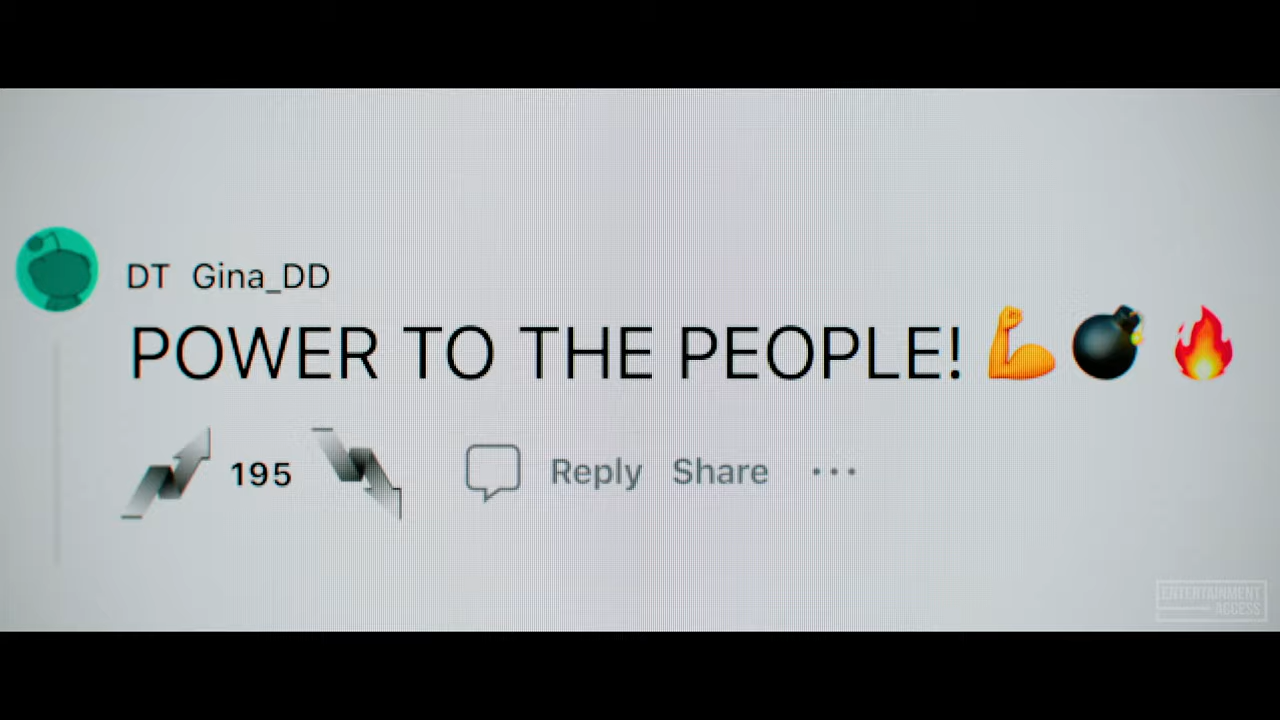 DT Gina_DD
POWER TO THE PEOPLE! 💪 💣 🔥
195 Reply Share ...
ENTERTAINMENT
ACCESS